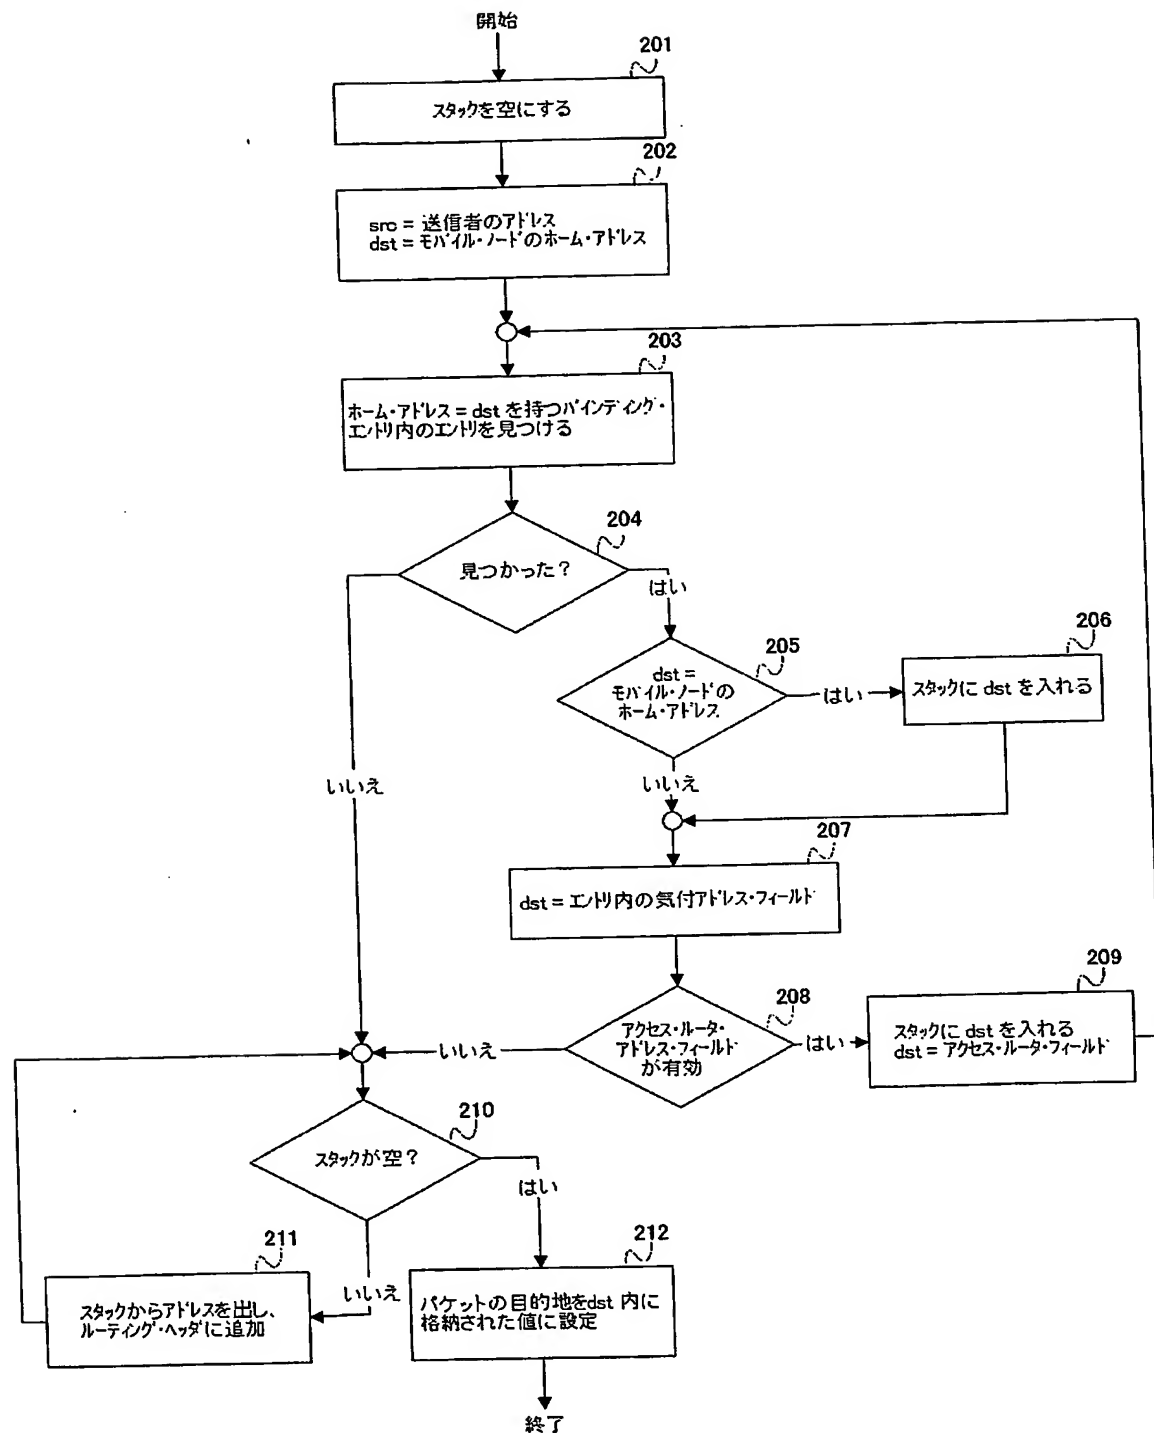 開始
201
スタックを空にする
202
src = 送信者のアドレス
dst = モバイル・ノードのホーム・アドレス
203
ホーム・アドレス = dst を持つバインディング・
エントリ内のエントリを見つける
204
見つかった?
はい
205
dst =
モバイル・ノードの
ホーム・アドレス
はい
206
スタックに dst を入れる
いいえ
いいえ
207
dst = エントリ内の気付アドレス・フィールド
208
アクセス・ルータ・
アドレス・フィールド
が有効
いいえ
はい
209
スタックに dst を入れる
dst = アクセス・ルータ・フィールド
210
スタックが空?
はい
いいえ
211
スタックからアドレスを出し、
ルーティング・ヘッダに追加
212
パケットの目的地をdst 内に
格納された値に設定
終了